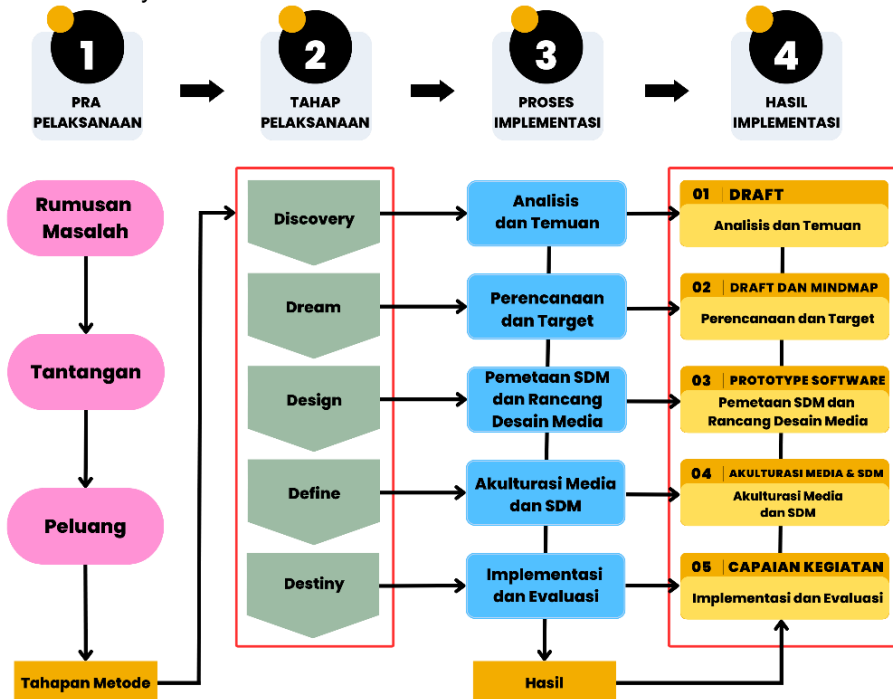 1
PRA
PELAKSANAAN
2
TAHAP
PELAKSANAAN
3
PROSES
IMPLEMENTASI
4
HASIL
IMPLEMENTASI
Rumusan
Masalah
Tantangan
Peluang
Tahapan Metode
Discovery
Dream
Design
Define
Destiny
Analisis
dan Temuan
Perencanaan
dan Target
Pemetaan SDM
dan Rancang
Desain Media
Akulturasi Media
dan SDM
Implementasi
dan Evaluasi
Hasil
01 | DRAFT
Analisis dan Temuan
02 | DRAFT DAN MINDMAP
Perencanaan dan Target
03 | PROTOTYPE SOFTWARE
Pemetaan SDM dan
Rancang Desain Media
04 | AKULTURASI MEDIA & SDM
Akulturasi Media
dan SDM
05 | CAPAIAN KEGIATAN
Implementasi dan Evaluasi